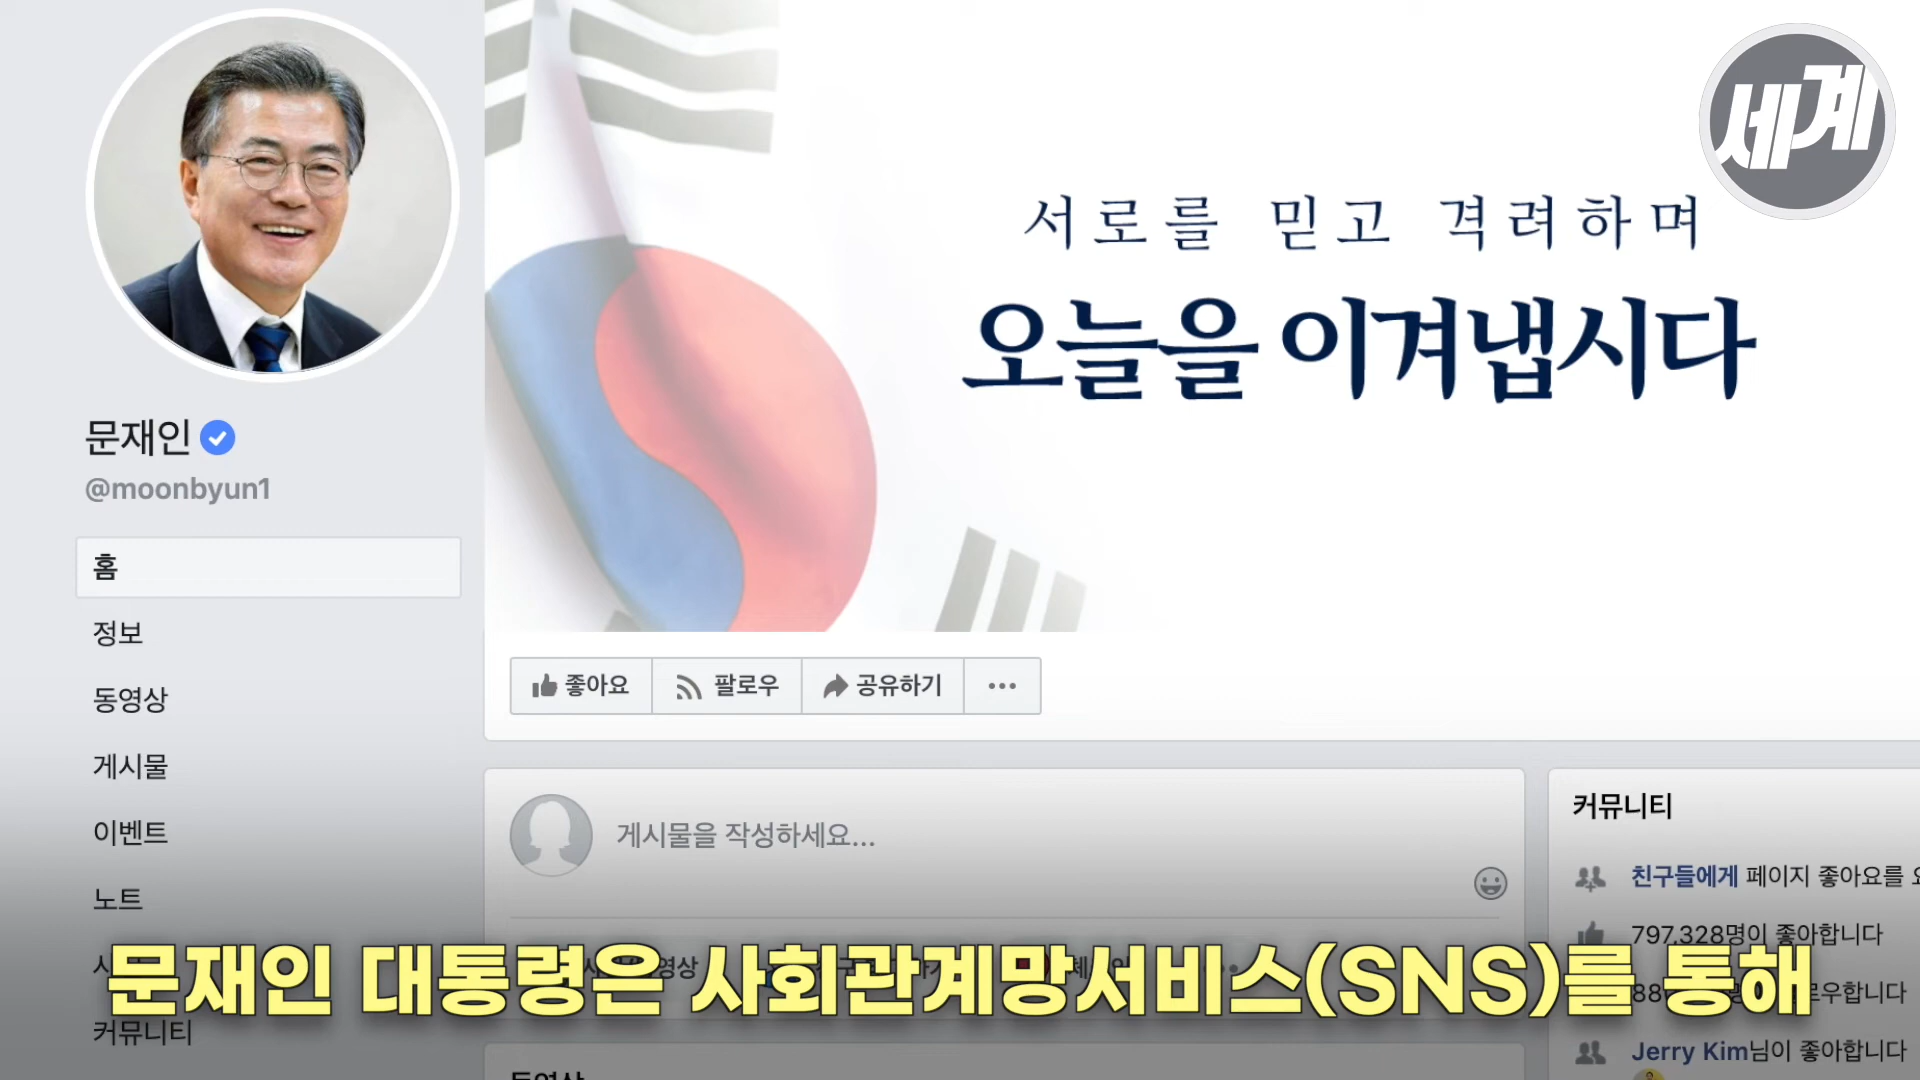 세계
서로를 믿고 격려하며
오늘을 이겨냅시다
문재인
@moonbyun1
홈
정보
동영상
게시물
이벤트
노트
커뮤니티
좋아요
팔로우
공유하기
게시물을 작성하세요...
커뮤니티
친구들에게 페이지 좋아요를
797,328명이 좋아합니다
Jerry Kim님이 좋아합니다
문재인 대통령은 사회관계망서비스(SNS)를 통해
동영상